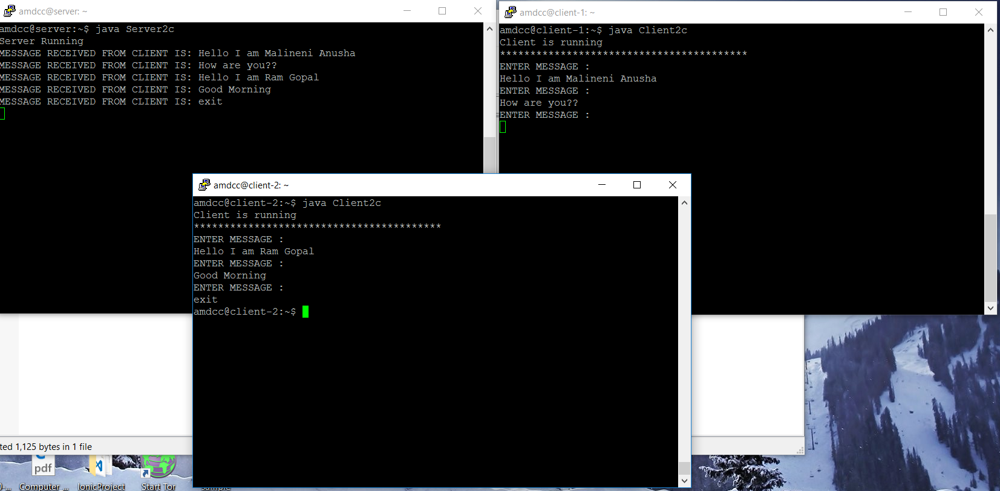 amdcc@server: ~
amdcc@server:~$ java Server2c
Server Running
MESSAGE RECEIVED FROM CLIENT IS: Hello I am Malineni Anusha
MESSAGE RECEIVED FROM CLIENT IS: How are you??
MESSAGE RECEIVED FROM CLIENT IS: Hello I am Ram Gopal
MESSAGE RECEIVED FROM CLIENT IS: Good Morning
MESSAGE RECEIVED FROM CLIENT IS: exit
amdcc@client-1: ~
amdcc@client-1:~$ java Client2c
Client is running
*****************************************
ENTER MESSAGE :
Hello I am Malineni Anusha
ENTER MESSAGE :
How are you??
ENTER MESSAGE :
amdcc@client-2: ~
amdcc@client-2:~$ java Client2c
Client is running
*****************************************
ENTER MESSAGE :
Hello I am Ram Gopal
ENTER MESSAGE :
Good Morning
ENTER MESSAGE :
exit
amdcc@client-2:~$
ted 1,125 bytes in 1 file
pdf
Computer ...
IonicProject
Start Tor
sample